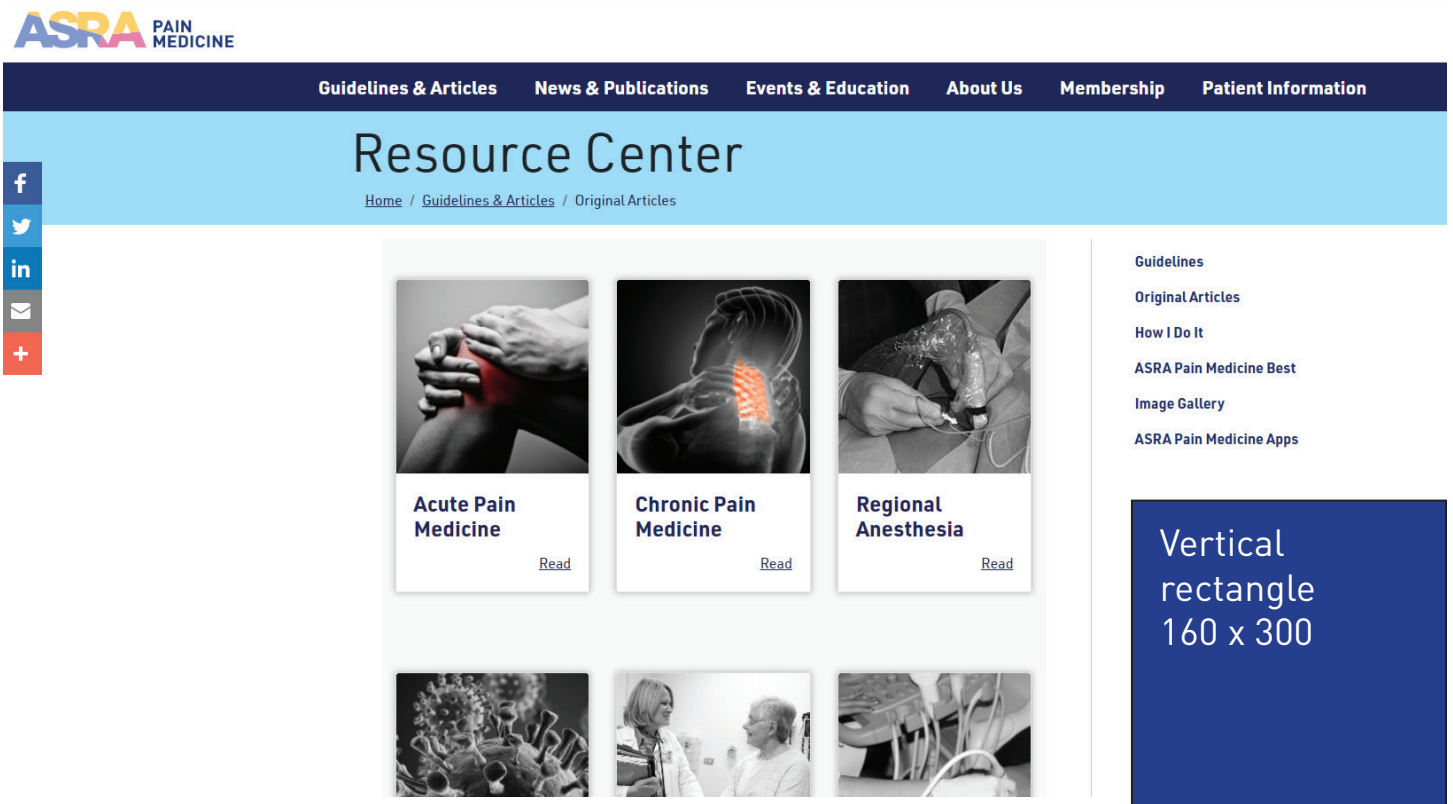 ASRA PAIN
MEDICINE
Guidelines & Articles News & Publications Events & Education About Us Membership Patient Information
Resource Center
Home / Guidelines & Articles / Original Articles
f
in
+
Acute Pain
Medicine
Read
Chronic Pain
Medicine
Read
Regional
Anesthesia
Read
Guidelines
Original Articles
How I Do It
ASRA Pain Medicine Best
Image Gallery
ASRA Pain Medicine Apps
Vertical
rectangle
160 x 300